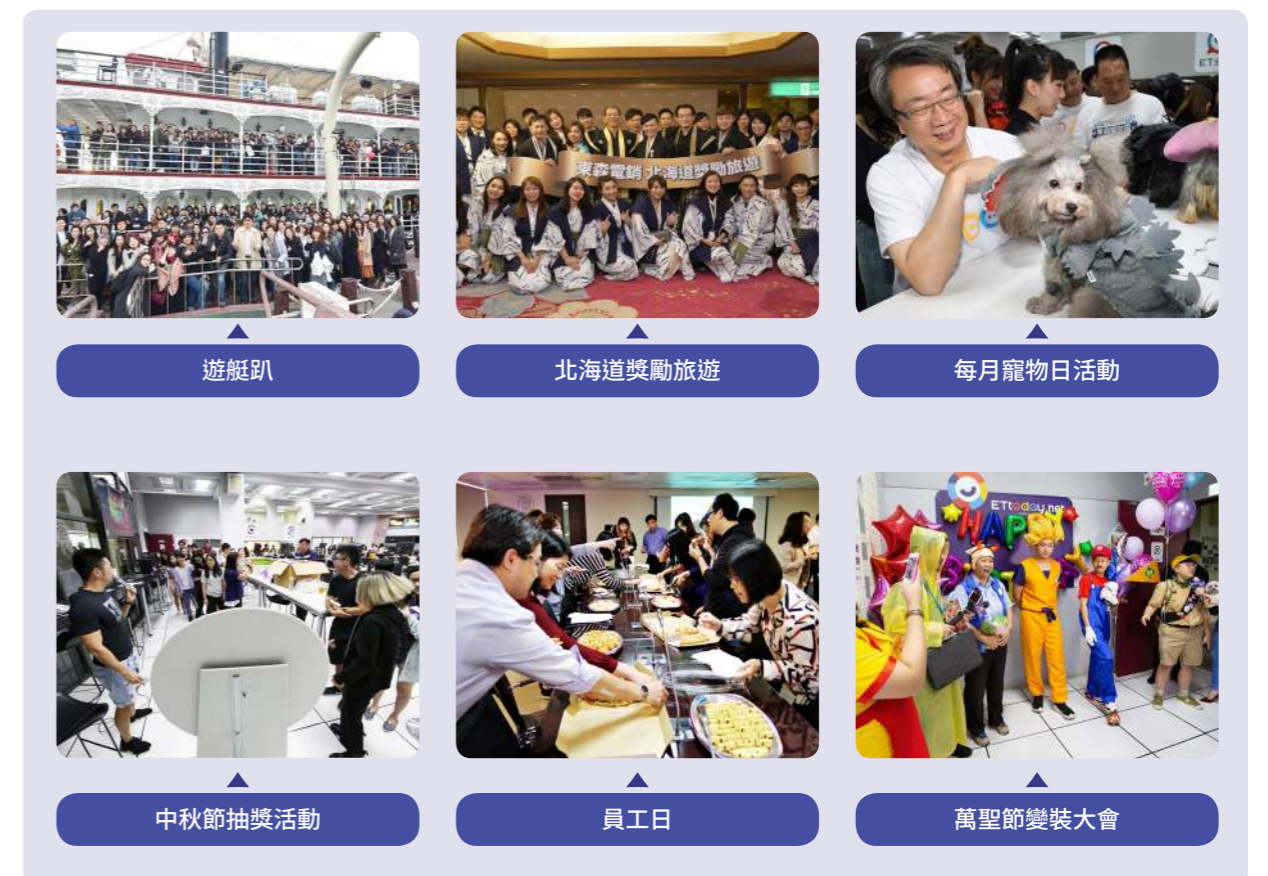 ETt
東森電銷 北海道獎勵旅遊
遊艇趴
北海道獎勵旅遊
每月寵物日活動
ETtoday.net
HAPPY
中秋節抽獎活動
員工日
萬聖節變裝大會